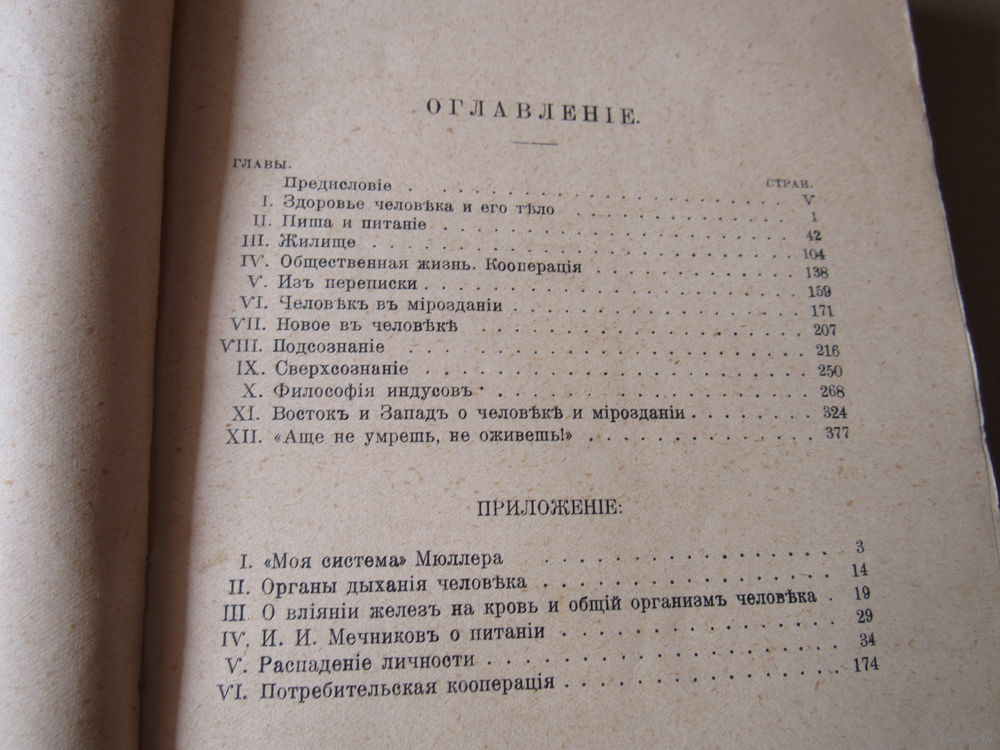 ОГЛАВЛЕНІЕ.
ГЛАВЫ. СТРАН.
Предисловіе . . . . . . . . . . . . . . . . V
I. Здоровье человѣка и его тѣло . . . . . . . . . . 1
II. Пища и питаніе . . . . . . . . . . . . . . . . 42
III. Жилище . . . . . . . . . . . . . . . . . . 104
IV. Общественная жизнь. Кооперація . . . . . . . . . 138
V. Изъ переписки . . . . . . . . . . . . . . . . 159
VI. Человѣкъ въ мірозданіи . . . . . . . . . . . . 171
VII. Новое въ человѣкѣ . . . . . . . . . . . . . . 207
VIII. Подсознаніе . . . . . . . . . . . . . . . . 216
IX. Сверхсознаніе . . . . . . . . . . . . . . . . 250
X. Философія индусовъ . . . . . . . . . . . . . . 268
XI. Востокъ и Западъ о человѣкѣ и мірозданіи . . . . . . 324
XII. «Аще не умрешь, не оживешь!» . . . . . . . . . . 377
ПРИЛОЖЕНІЕ:
I. «Моя система» Мюллера . . . . . . . . . . . . . 3
II. Органы дыханія человѣка . . . . . . . . . . . . 14
III. О вліяніи железъ на кровь и общій организмъ человѣка . 19
IV. И. И. Мечниковъ о питаніи . . . . . . . . . . . 29
V. Распаденіе личности . . . . . . . . . . . . . . 34
VI. Потребительская кооперація . . . . . . . . . . . 174